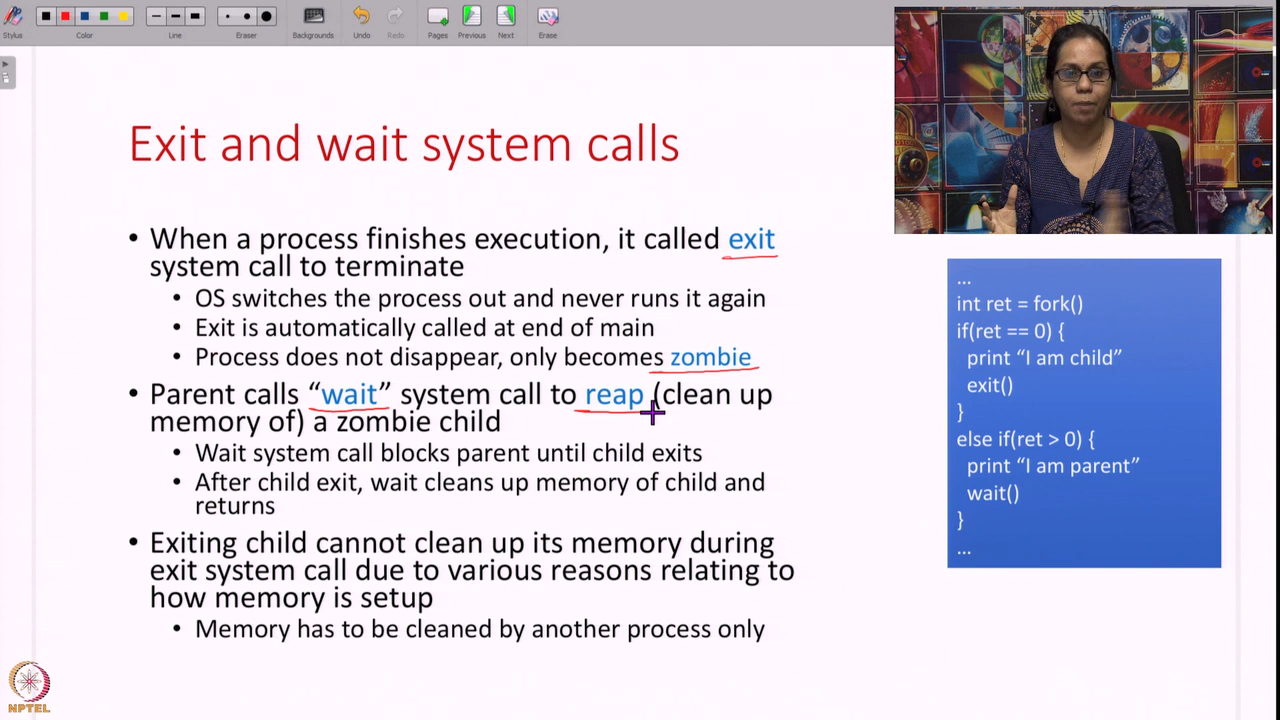 Stylus
Color
Line
Eraser
Backgrounds
Undo
Redo
Pages
Previous
Next
Erase
Exit and wait system calls
• When a process finishes execution, it called exit
system call to terminate
• OS switches the process out and never runs it again
• Exit is automatically called at end of main
• Process does not disappear, only becomes zombie
• Parent calls “wait” system call to reap (clean up
memory of) a zombie child
• Wait system call blocks parent until child exits
• After child exit, wait cleans up memory of child and
returns
• Exiting child cannot clean up its memory during
exit system call due to various reasons relating to
how memory is setup
• Memory has to be cleaned by another process only
...
int ret = fork()
if(ret == 0) {
print “I am child”
exit()
}
else if(ret > 0) {
print “I am parent”
wait()
}
...
NPTEL